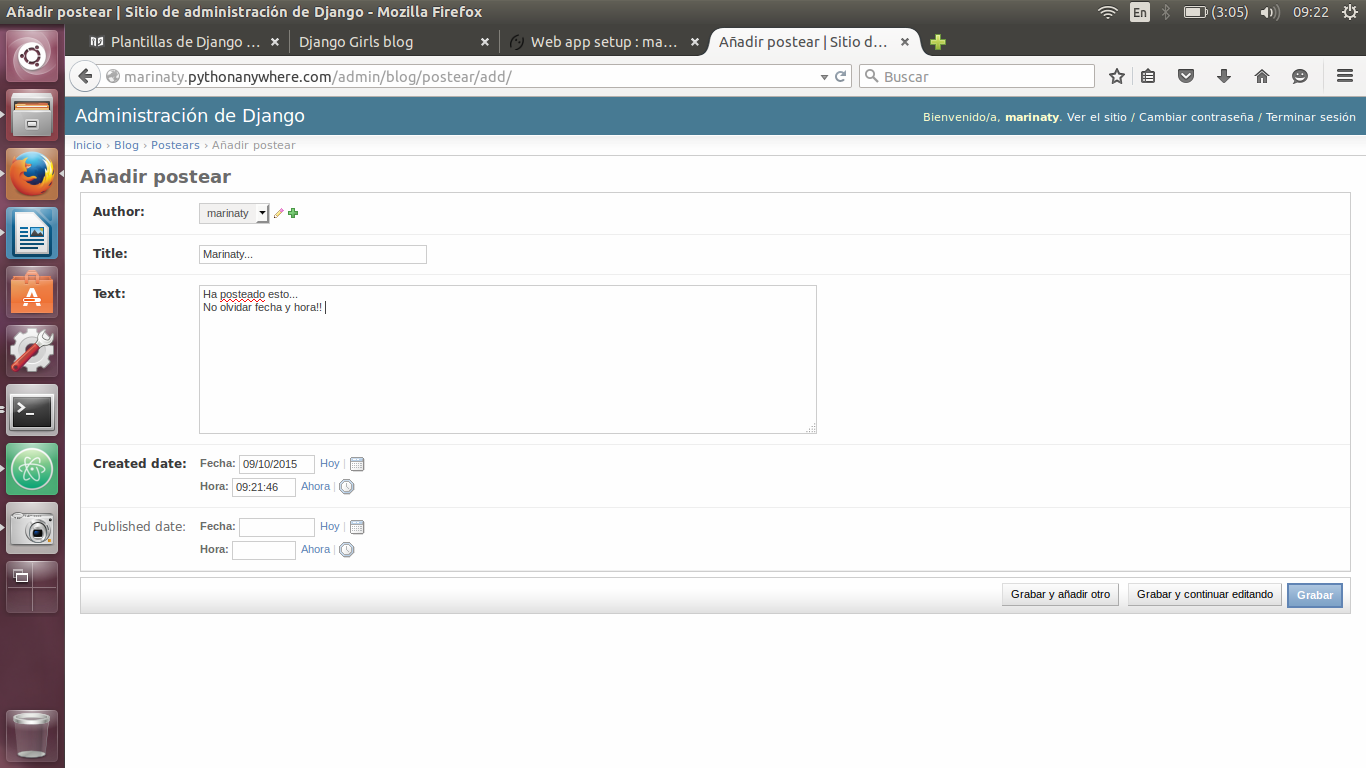 Añadir postear | Sitio de administración de Django - Mozilla Firefox
En
(3:05)
09:22
Plantillas de Django ...
Django Girls blog
Web app setup : ma...
Añadir postear | Sitio d...
marinaty.pythonanywhere.com/admin/blog/postear/add/
Buscar
Administración de Django
Bienvenido/a, marinaty. Ver el sitio / Cambiar contraseña / Terminar sesión
Inicio › Blog › Postears › Añadir postear
Añadir postear
Author:
marinaty
Title:
Marinaty...
Text:
Ha posteado esto...
No olvidar fecha y hora!!
Created date:
Fecha: 09/10/2015 Hoy |
Hora: 09:21:46 Ahora |
Published date:
Fecha: Hoy |
Hora: Ahora |
Grabar y añadir otro
Grabar y continuar editando
Grabar